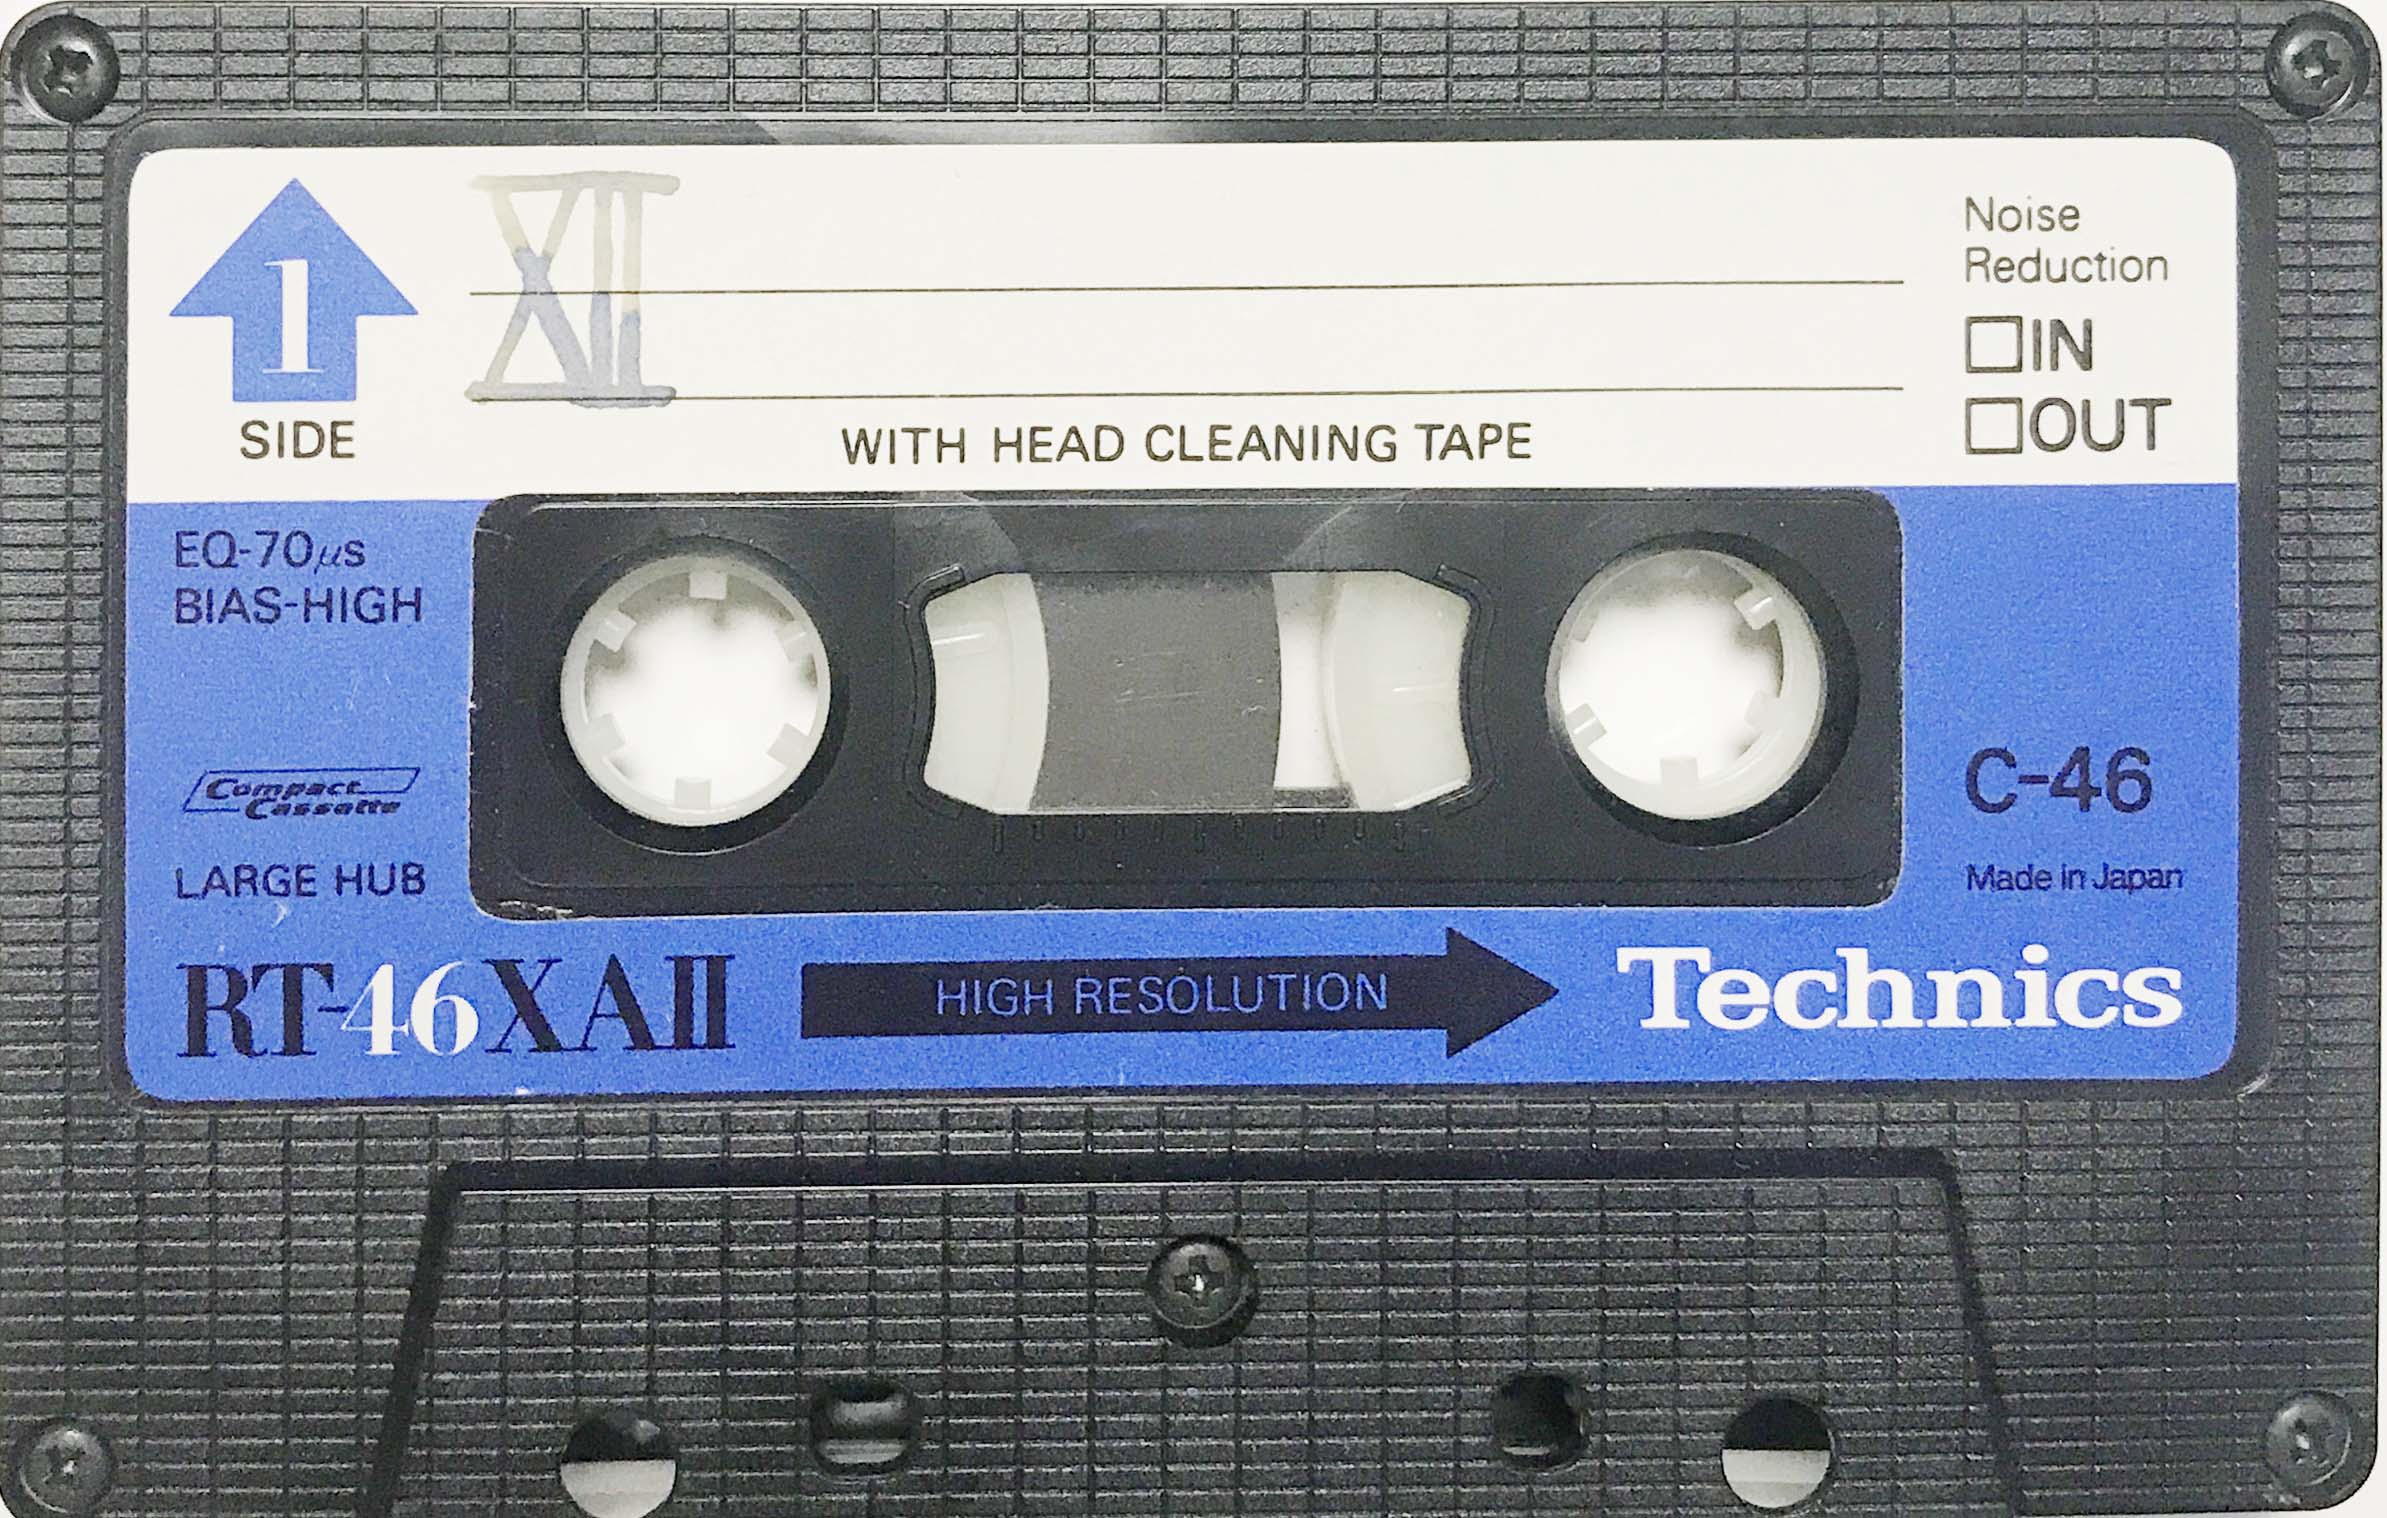 1
SIDE
XII
Noise
Reduction
☐IN
☐OUT
WITH HEAD CLEANING TAPE
EQ-70μs
BIAS-HIGH
Compact
Cassette
LARGE HUB
C-46
Made in Japan
RT-46XAII
HIGH RESOLUTION
Technics